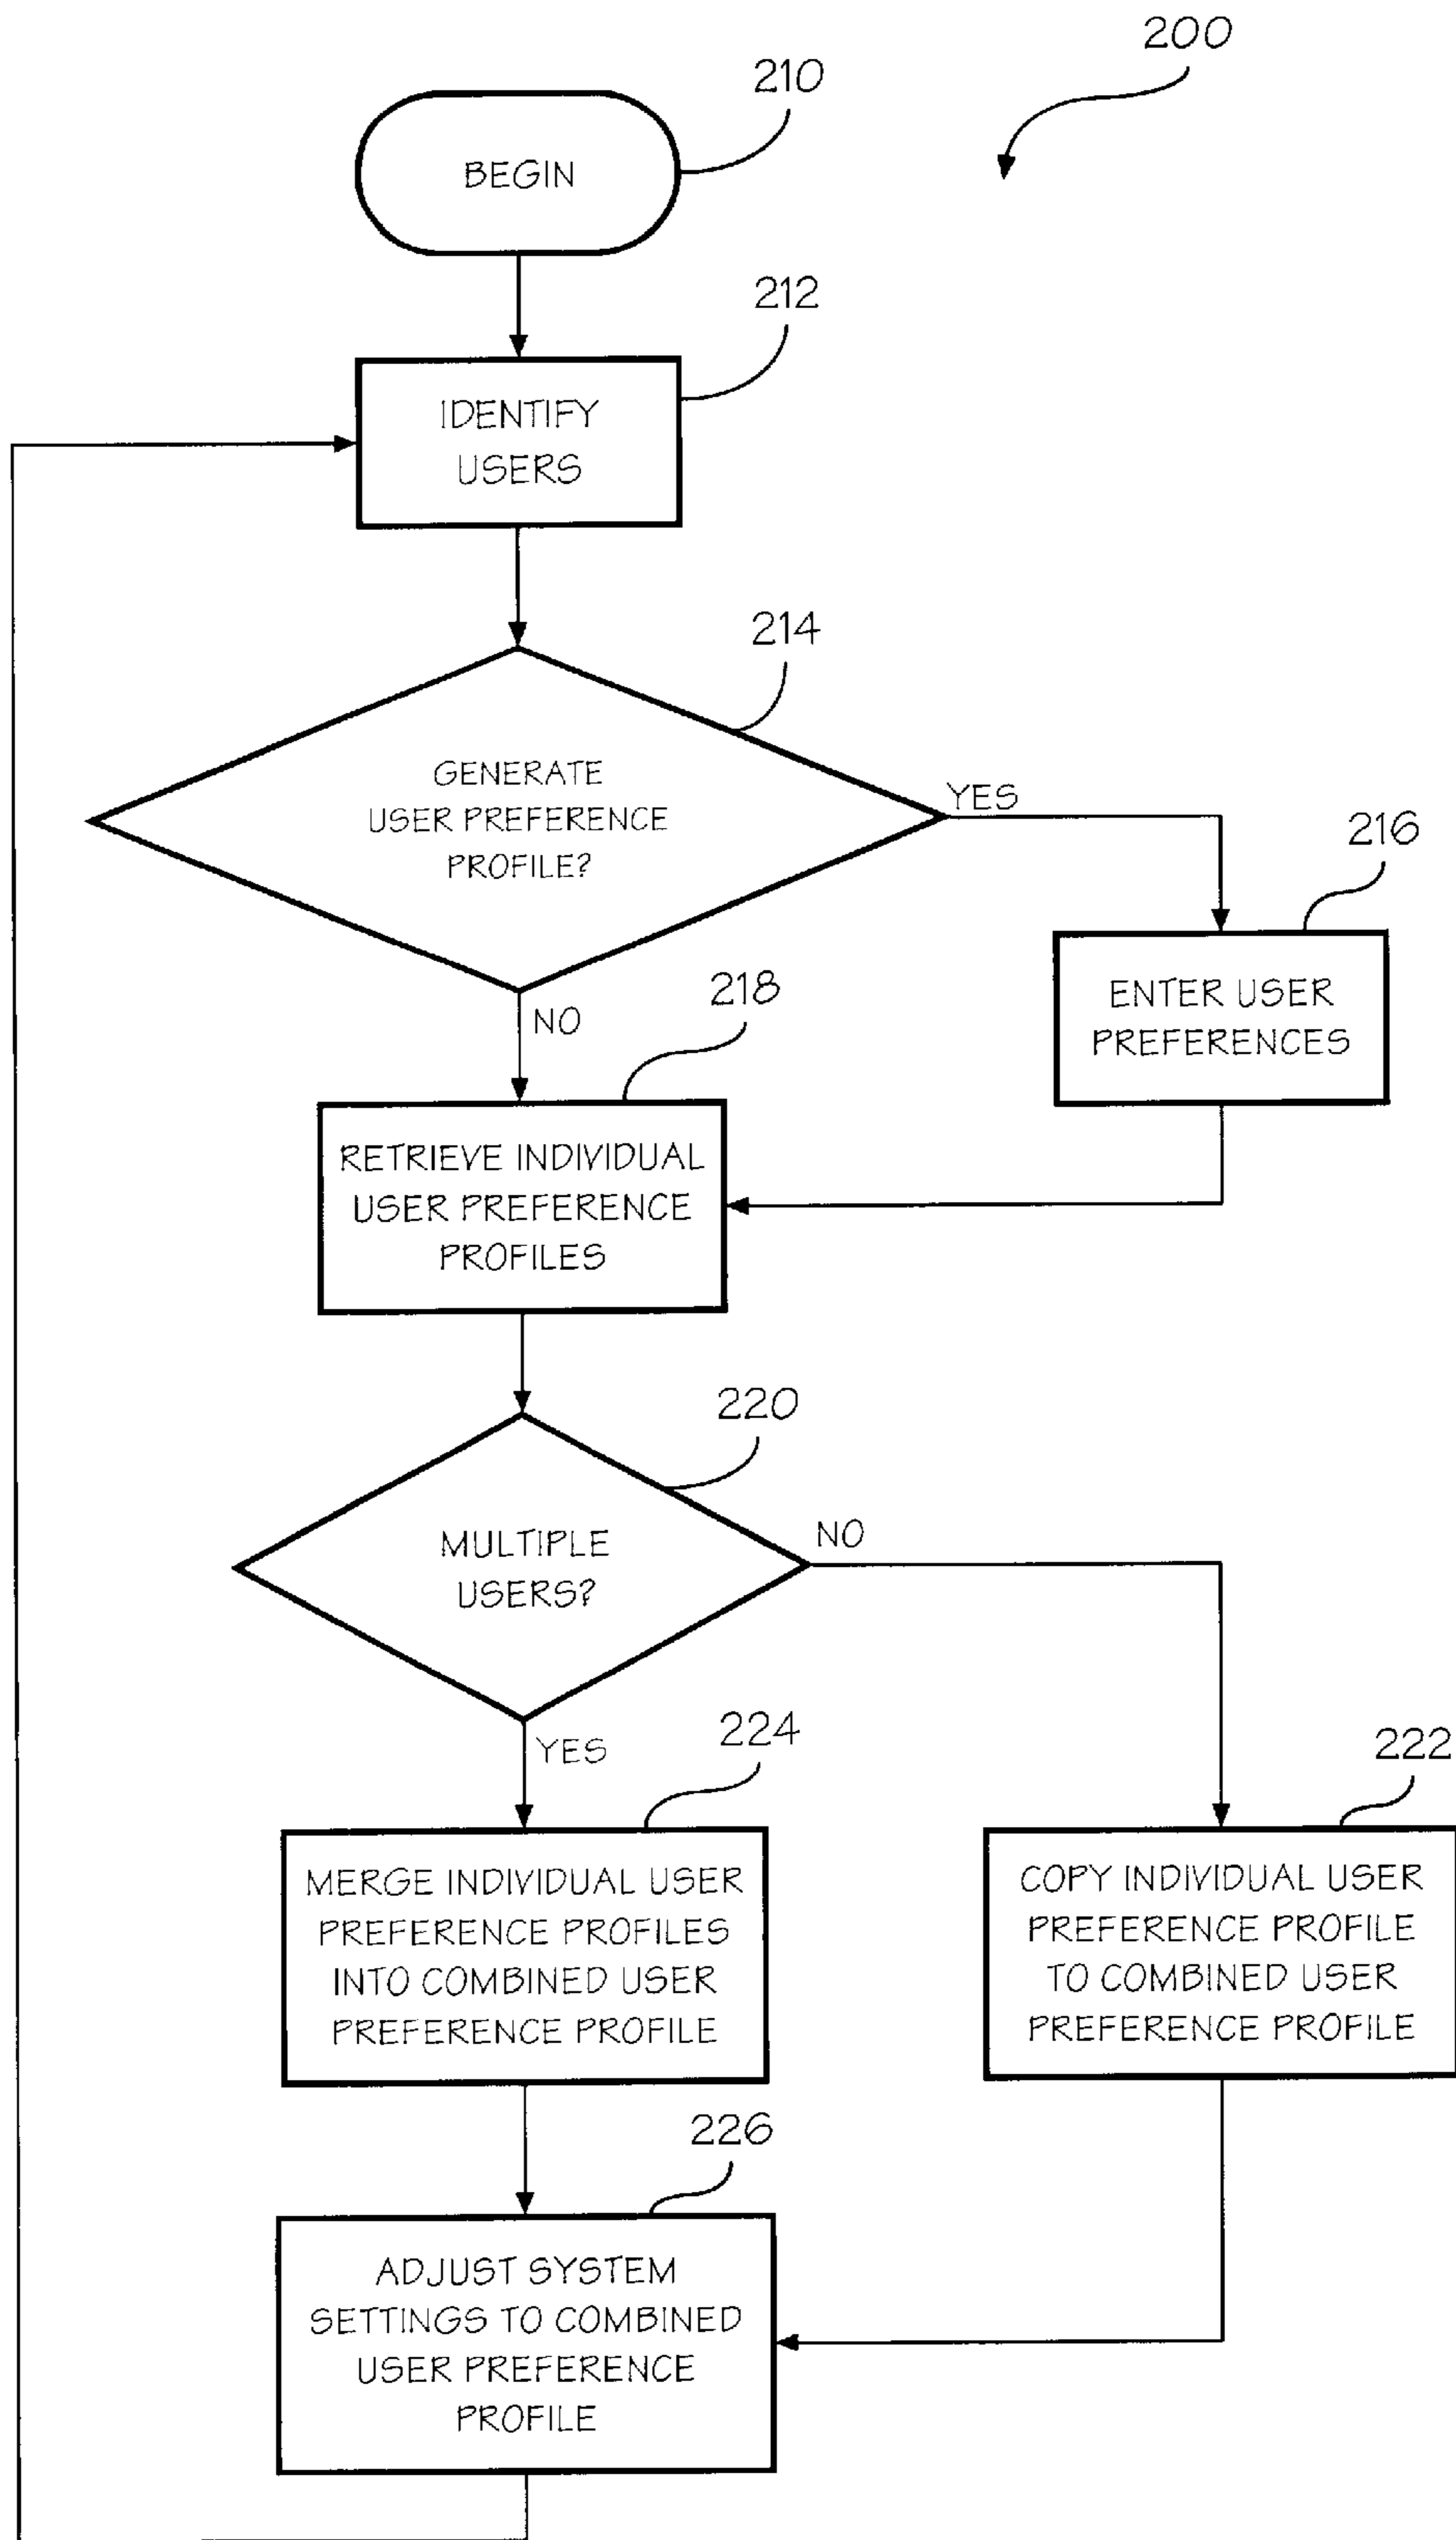 200
210
BEGIN
212
IDENTIFY
USERS
214
GENERATE
USER PREFERENCE
PROFILE?
YES
216
ENTER USER
PREFERENCES
NO
218
RETRIEVE INDIVIDUAL
USER PREFERENCE
PROFILES
220
MULTIPLE
USERS?
NO
YES
224
MERGE INDIVIDUAL USER
PREFERENCE PROFILES
INTO COMBINED USER
PREFERENCE PROFILE
222
COPY INDIVIDUAL USER
PREFERENCE PROFILE
TO COMBINED USER
PREFERENCE PROFILE
226
ADJUST SYSTEM
SETTINGS TO COMBINED
USER PREFERENCE
PROFILE